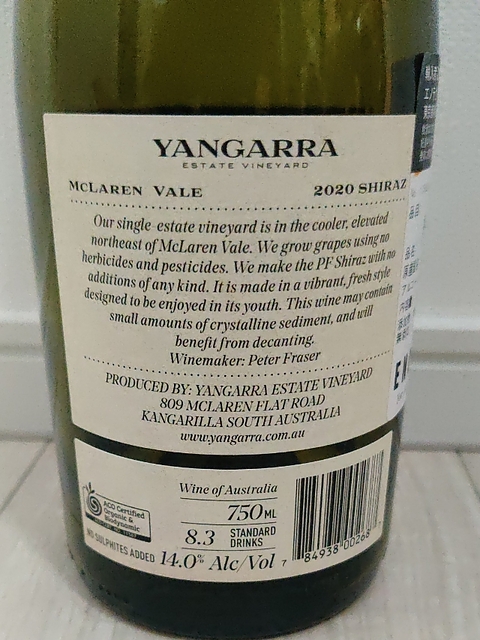 YANGARRA
ESTATE VINEYARD
McLAREN VALE 2020 SHIRAZ
Our single estate vineyard is in the cooler, elevated
northeast of McLaren Vale. We grow grapes using no
herbicides and pesticides. We make the PF Shiraz with no
additions of any kind. It is made in a vibrant, fresh style
designed to be enjoyed in its youth. This wine may contain
small amounts of crystalline sediment, and will
benefit from decanting.
Winemaker: Peter Fraser
PRODUCED BY: YANGARRA ESTATE VINEYARD
809 MCLAREN FLAT ROAD
KANGARILLA SOUTH AUSTRALIA
www.yangarra.com.au
ACO Certified
Organic &
Biodynamic
NO SULPHITES ADDED
Wine of Australia
750ML
8.3 STANDARD
DRINKS
14.0% Alc/Vol
7 84938 00268